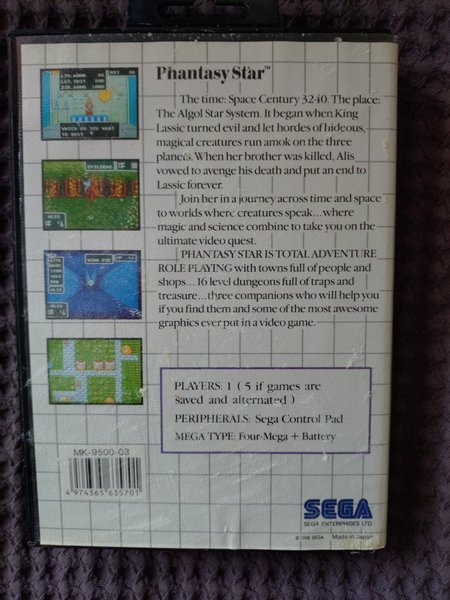 Phantasy Star™
The time: Space Century 3240. The place:
The Algol Star System. It began when King
Lassic turned evil and let hordes of hideous,
magical creatures run amok on the three
planets. When her brother was killed, Alis
vowed to avenge his death and put an end to
Lassic forever.
Join her in a journey across time and space
to worlds where creatures speak...where
magic and science combine to take you on the
ultimate video quest.
PHANTASY STAR IS TOTAL ADVENTURE
ROLE PLAYING with towns full of people and
shops...16 level dungeons full of traps and
treasure...three companions who will help you
if you find them and some of the most awesome
graphics ever put in a video game.
PLAYERS: 1 ( 5 if games are
saved and alternated )
PERIPHERALS: Sega Control Pad
MEGA TYPE: Four-Mega + Battery
MK-9500-03
4 974365 635701
SEGA
SEGA ENTERPRISES LTD.
©1988 SEGA Made in Japan